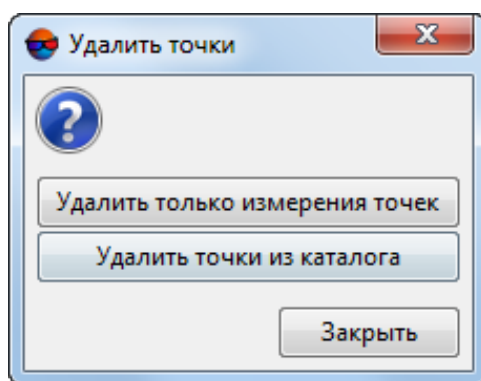 Удалить точки
Удалить только измерения точек
Удалить точки из каталога
Закрыть